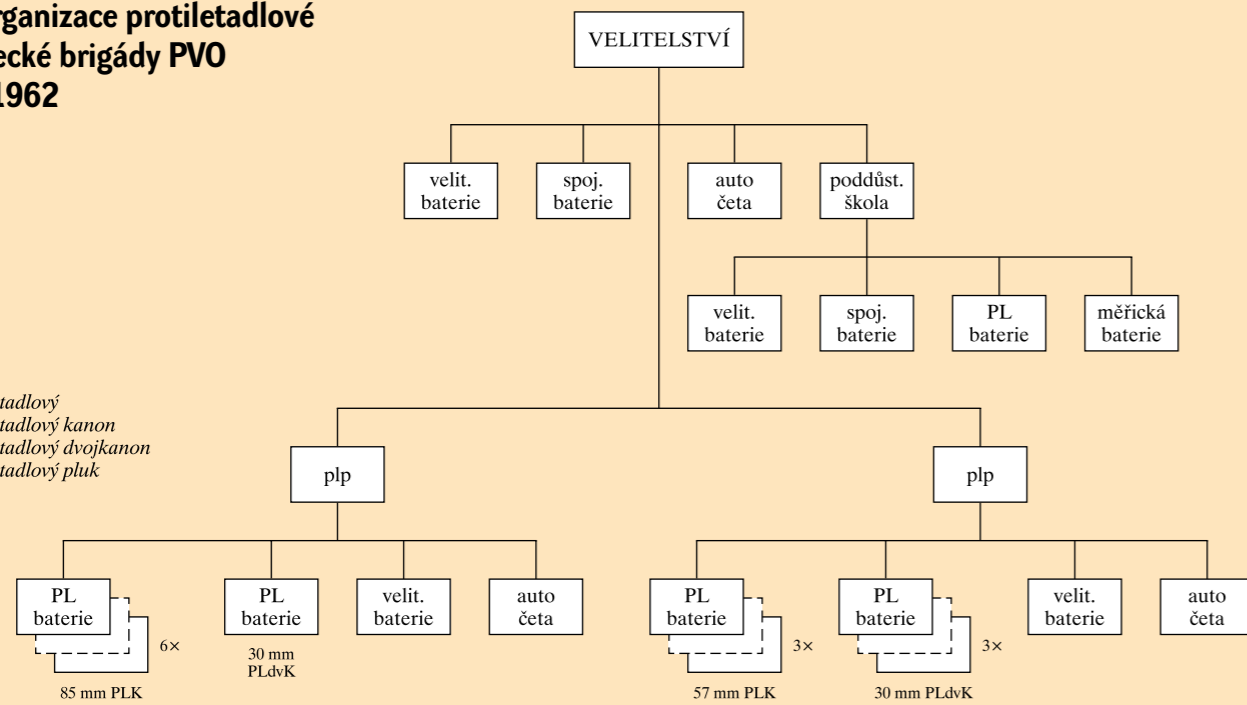 rganizace protiletadlové
ecké brigády PVO
1962
VELITELSTVÍ
velit.
baterie
spoj.
baterie
auto
četa
poddůst.
škola
velit.
baterie
spoj.
baterie
PL
baterie
měřická
baterie
tadlový
tadlový kanon
tadlový dvojkanon
tadlový pluk
plp
plp
PL
baterie
6×
85 mm PLK
PL
baterie
30 mm
PLdvK
velit.
baterie
auto
četa
PL
baterie
3×
57 mm PLK
PL
baterie
3×
30 mm PLdvK
velit.
baterie
auto
četa